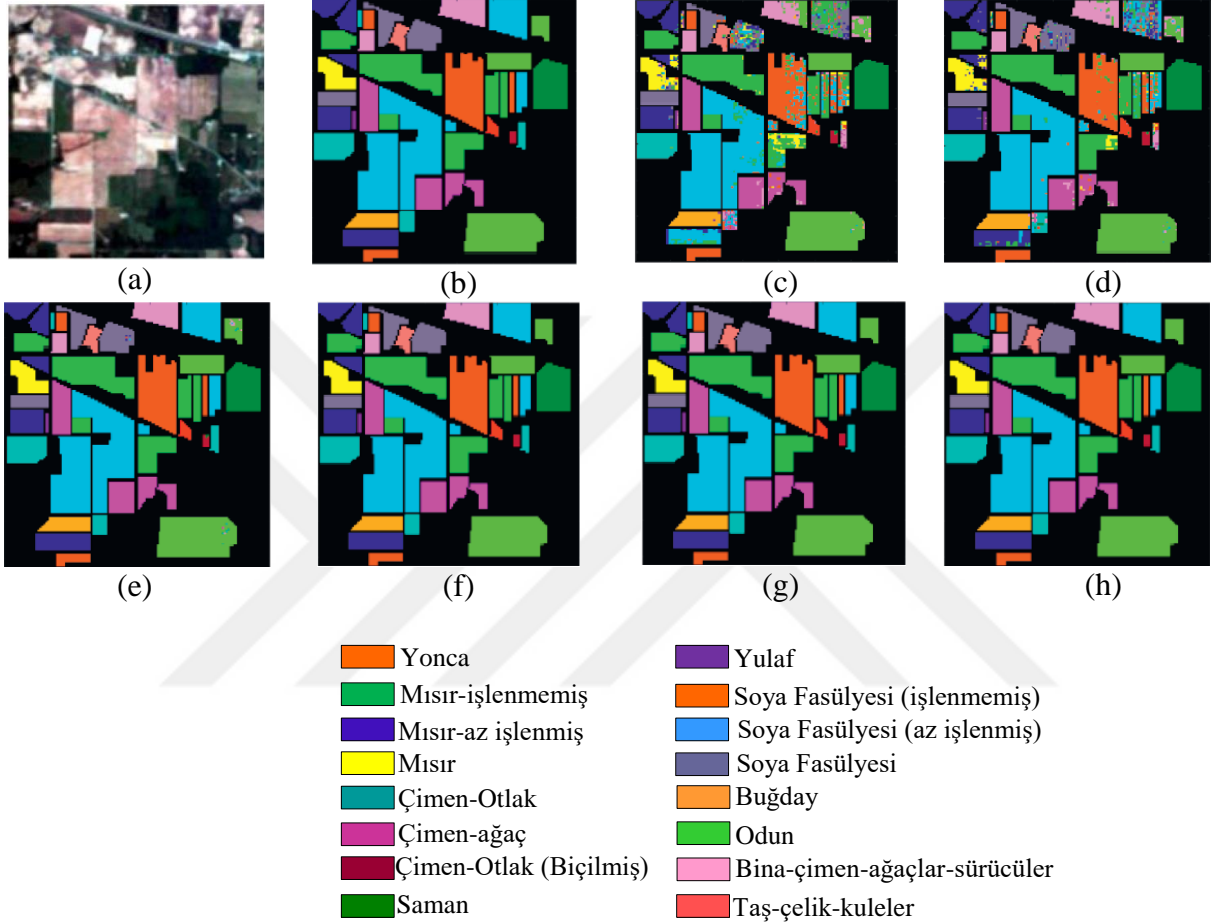 (a)
(b)
(c)
(d)
(e)
(f)
(g)
(h)
Yonca
Mısır-işlenmemiş
Mısır-az işlenmiş
Mısır
Çimen-Otlak
Çimen-ağaç
Çimen-Otlak (Biçilmiş)
Saman
Yulaf
Soya Fasülyesi (işlenmemiş)
Soya Fasülyesi (az işlenmiş)
Soya Fasülyesi
Buğday
Odun
Bina-çimen-ağaçlar-sürücüler
Taş-çelik-kuleler